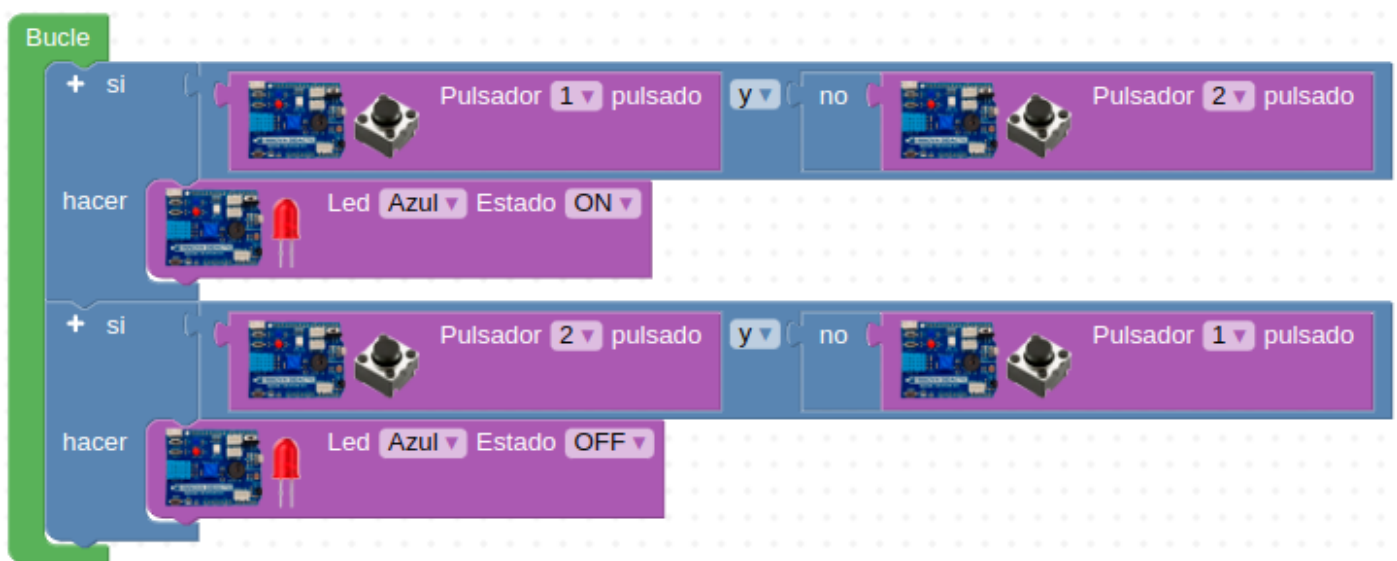 Bucle
+ si Pulsador 1 pulsado y no Pulsador 2 pulsado
hacer Led Azul Estado ON
+ si Pulsador 2 pulsado y no Pulsador 1 pulsado
hacer Led Azul Estado OFF